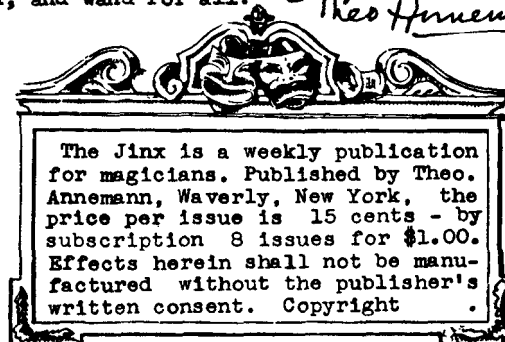 and wand for all.
Theo
The Jinx is a weekly publication
for magicians. Published by Theo.
Annemann, Waverly, New York, the
price per issue is 15 cents - by
subscription 8 issues for $1.00.
Effects herein shall not be manu-
factured without the publisher's
written consent. Copyright .